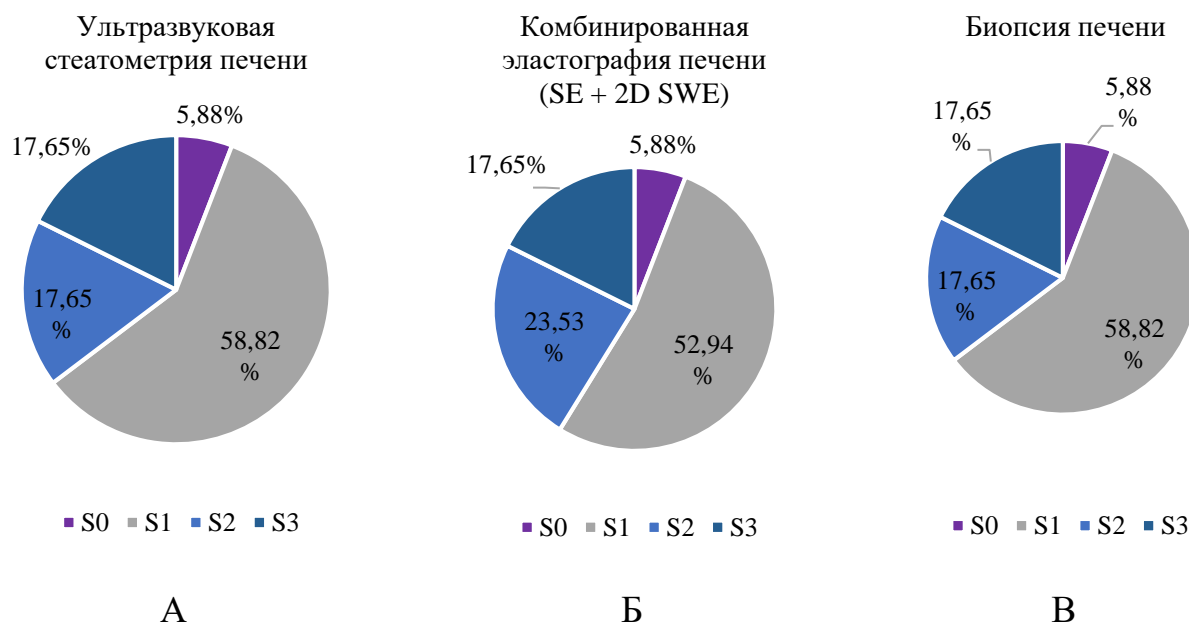 Ультразвуковая
стеатометрия печени
5,88%
17,65%
17,65
%
58,82
%
S0 S1 S2 S3
А
Комбинированная
эластография печени
(SE + 2D SWE)
5,88%
17,65%
23,53
%
52,94
%
S0 S1 S2 S3
Б
Биопсия печени
5,88
%
17,65
%
17,65
%
58,82
%
S0 S1 S2 S3
В